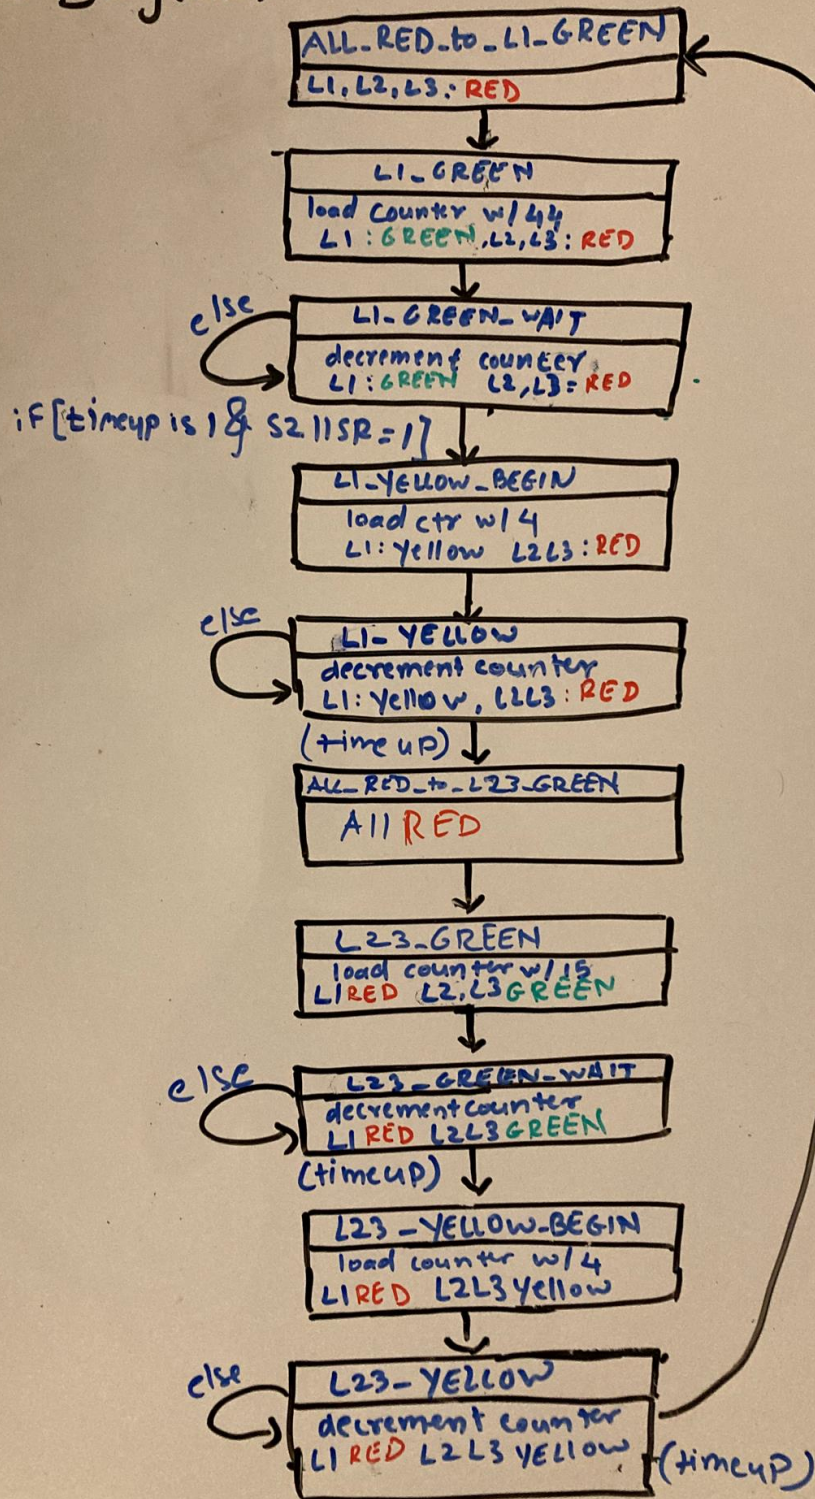 ALL_RED_to_L1_GREEN
L1, L2, L3: RED
L1_GREEN
load counter w/ 44
L1: GREEN, L2, L3: RED
else
L1_GREEN_WAIT
decrement counter
L1: GREEN L2, L3= RED
if [timeup is 1 & S2 || SR = 1]
L1_YELLOW_BEGIN
load ctr w/ 4
L1: Yellow L2L3: RED
else
L1_YELLOW
decrement counter
L1: Yellow, L2L3: RED
(timeup)
ALL_RED_to_L23_GREEN
All RED
L23_GREEN
load counter w/ 15
L1 RED L2, L3 GREEN
else
L23_GREEN_WAIT
decrement counter
L1 RED L2L3 GREEN
(timeup)
L23_YELLOW_BEGIN
load counter w/ 4
L1 RED L2L3 Yellow
else
L23_YELLOW
decrement counter
L1 RED L2L3 YELLOW
(timeup)